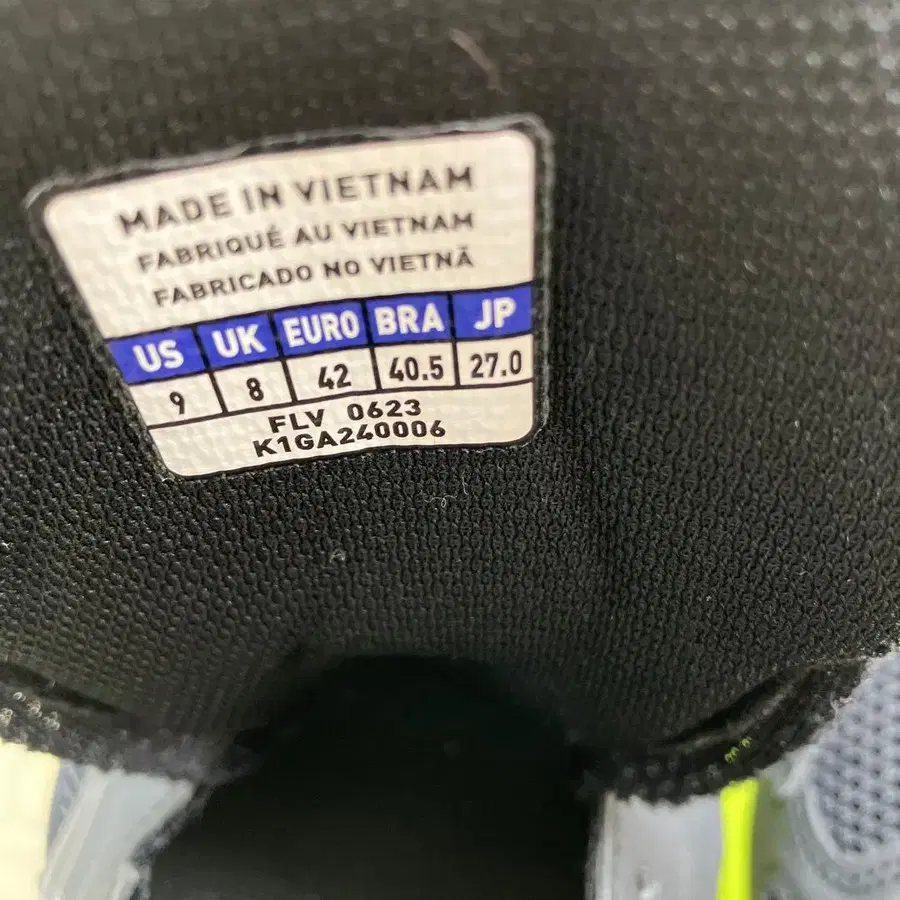 MADE IN VIETNAM
FABRIQUÉ AU VIETNAM
FABRICADO NO VIETNÃ
US UK EURO BRA JP
9 8 42 40.5 27.0
FLV 0623
K1GA240006